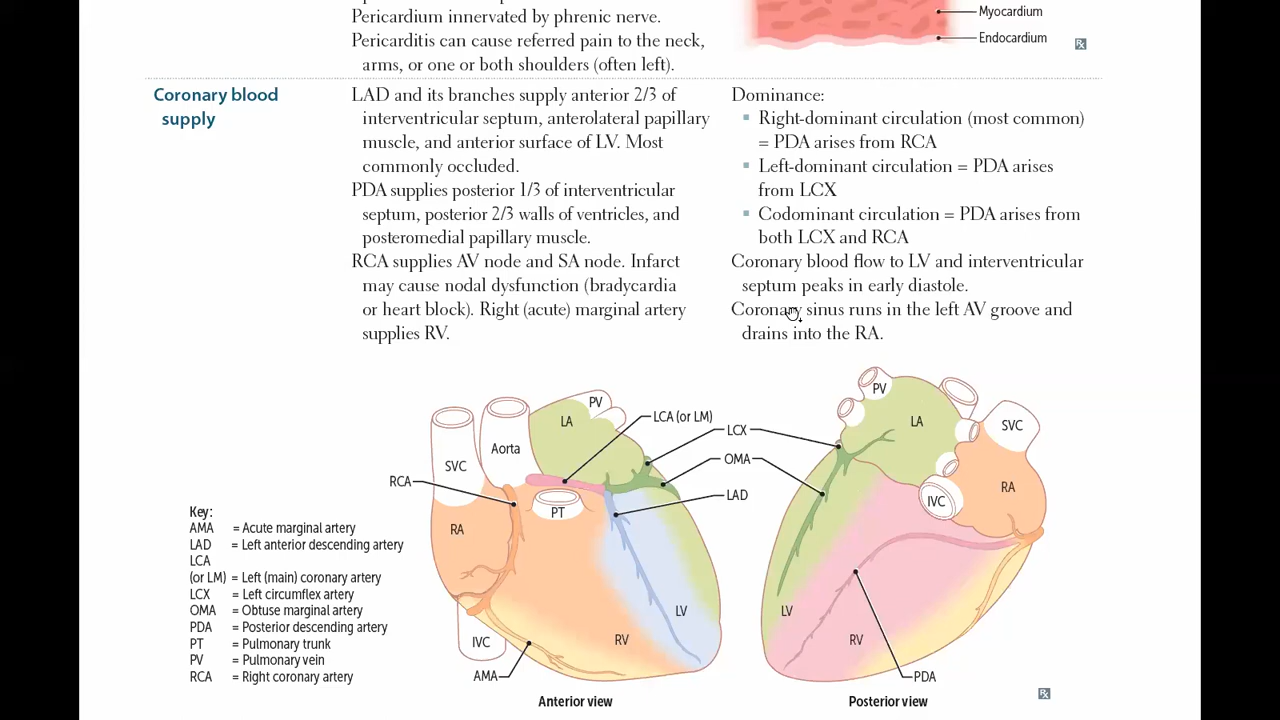 Pericardium innervated by phrenic nerve.
Pericarditis can cause referred pain to the neck,
arms, or one or both shoulders (often left).
Myocardium
Endocardium
Rx
Coronary blood
supply
LAD and its branches supply anterior 2/3 of
interventricular septum, anterolateral papillary
muscle, and anterior surface of LV. Most
commonly occluded.
PDA supplies posterior 1/3 of interventricular
septum, posterior 2/3 walls of ventricles, and
posteromedial papillary muscle.
RCA supplies AV node and SA node. Infarct
may cause nodal dysfunction (bradycardia
or heart block). Right (acute) marginal artery
supplies RV.
Dominance:
▪ Right-dominant circulation (most common)
= PDA arises from RCA
▪ Left-dominant circulation = PDA arises
from LCX
▪ Codominant circulation = PDA arises from
both LCX and RCA
Coronary blood flow to LV and interventricular
septum peaks in early diastole.
Coronary sinus runs in the left AV groove and
drains into the RA.
Key:
AMA = Acute marginal artery
LAD = Left anterior descending artery
LCA
(or LM) = Left (main) coronary artery
LCX = Left circumflex artery
OMA = Obtuse marginal artery
PDA = Posterior descending artery
PT = Pulmonary trunk
PV = Pulmonary vein
RCA = Right coronary artery
PV
LCA (or LM)
LA
Aorta
SVC
RCA
PT
RA
LV
RV
IVC
AMA
Anterior view
LCX
OMA
LAD
PV
LA
SVC
RA
IVC
LV
RV
PDA
Posterior view
Rx